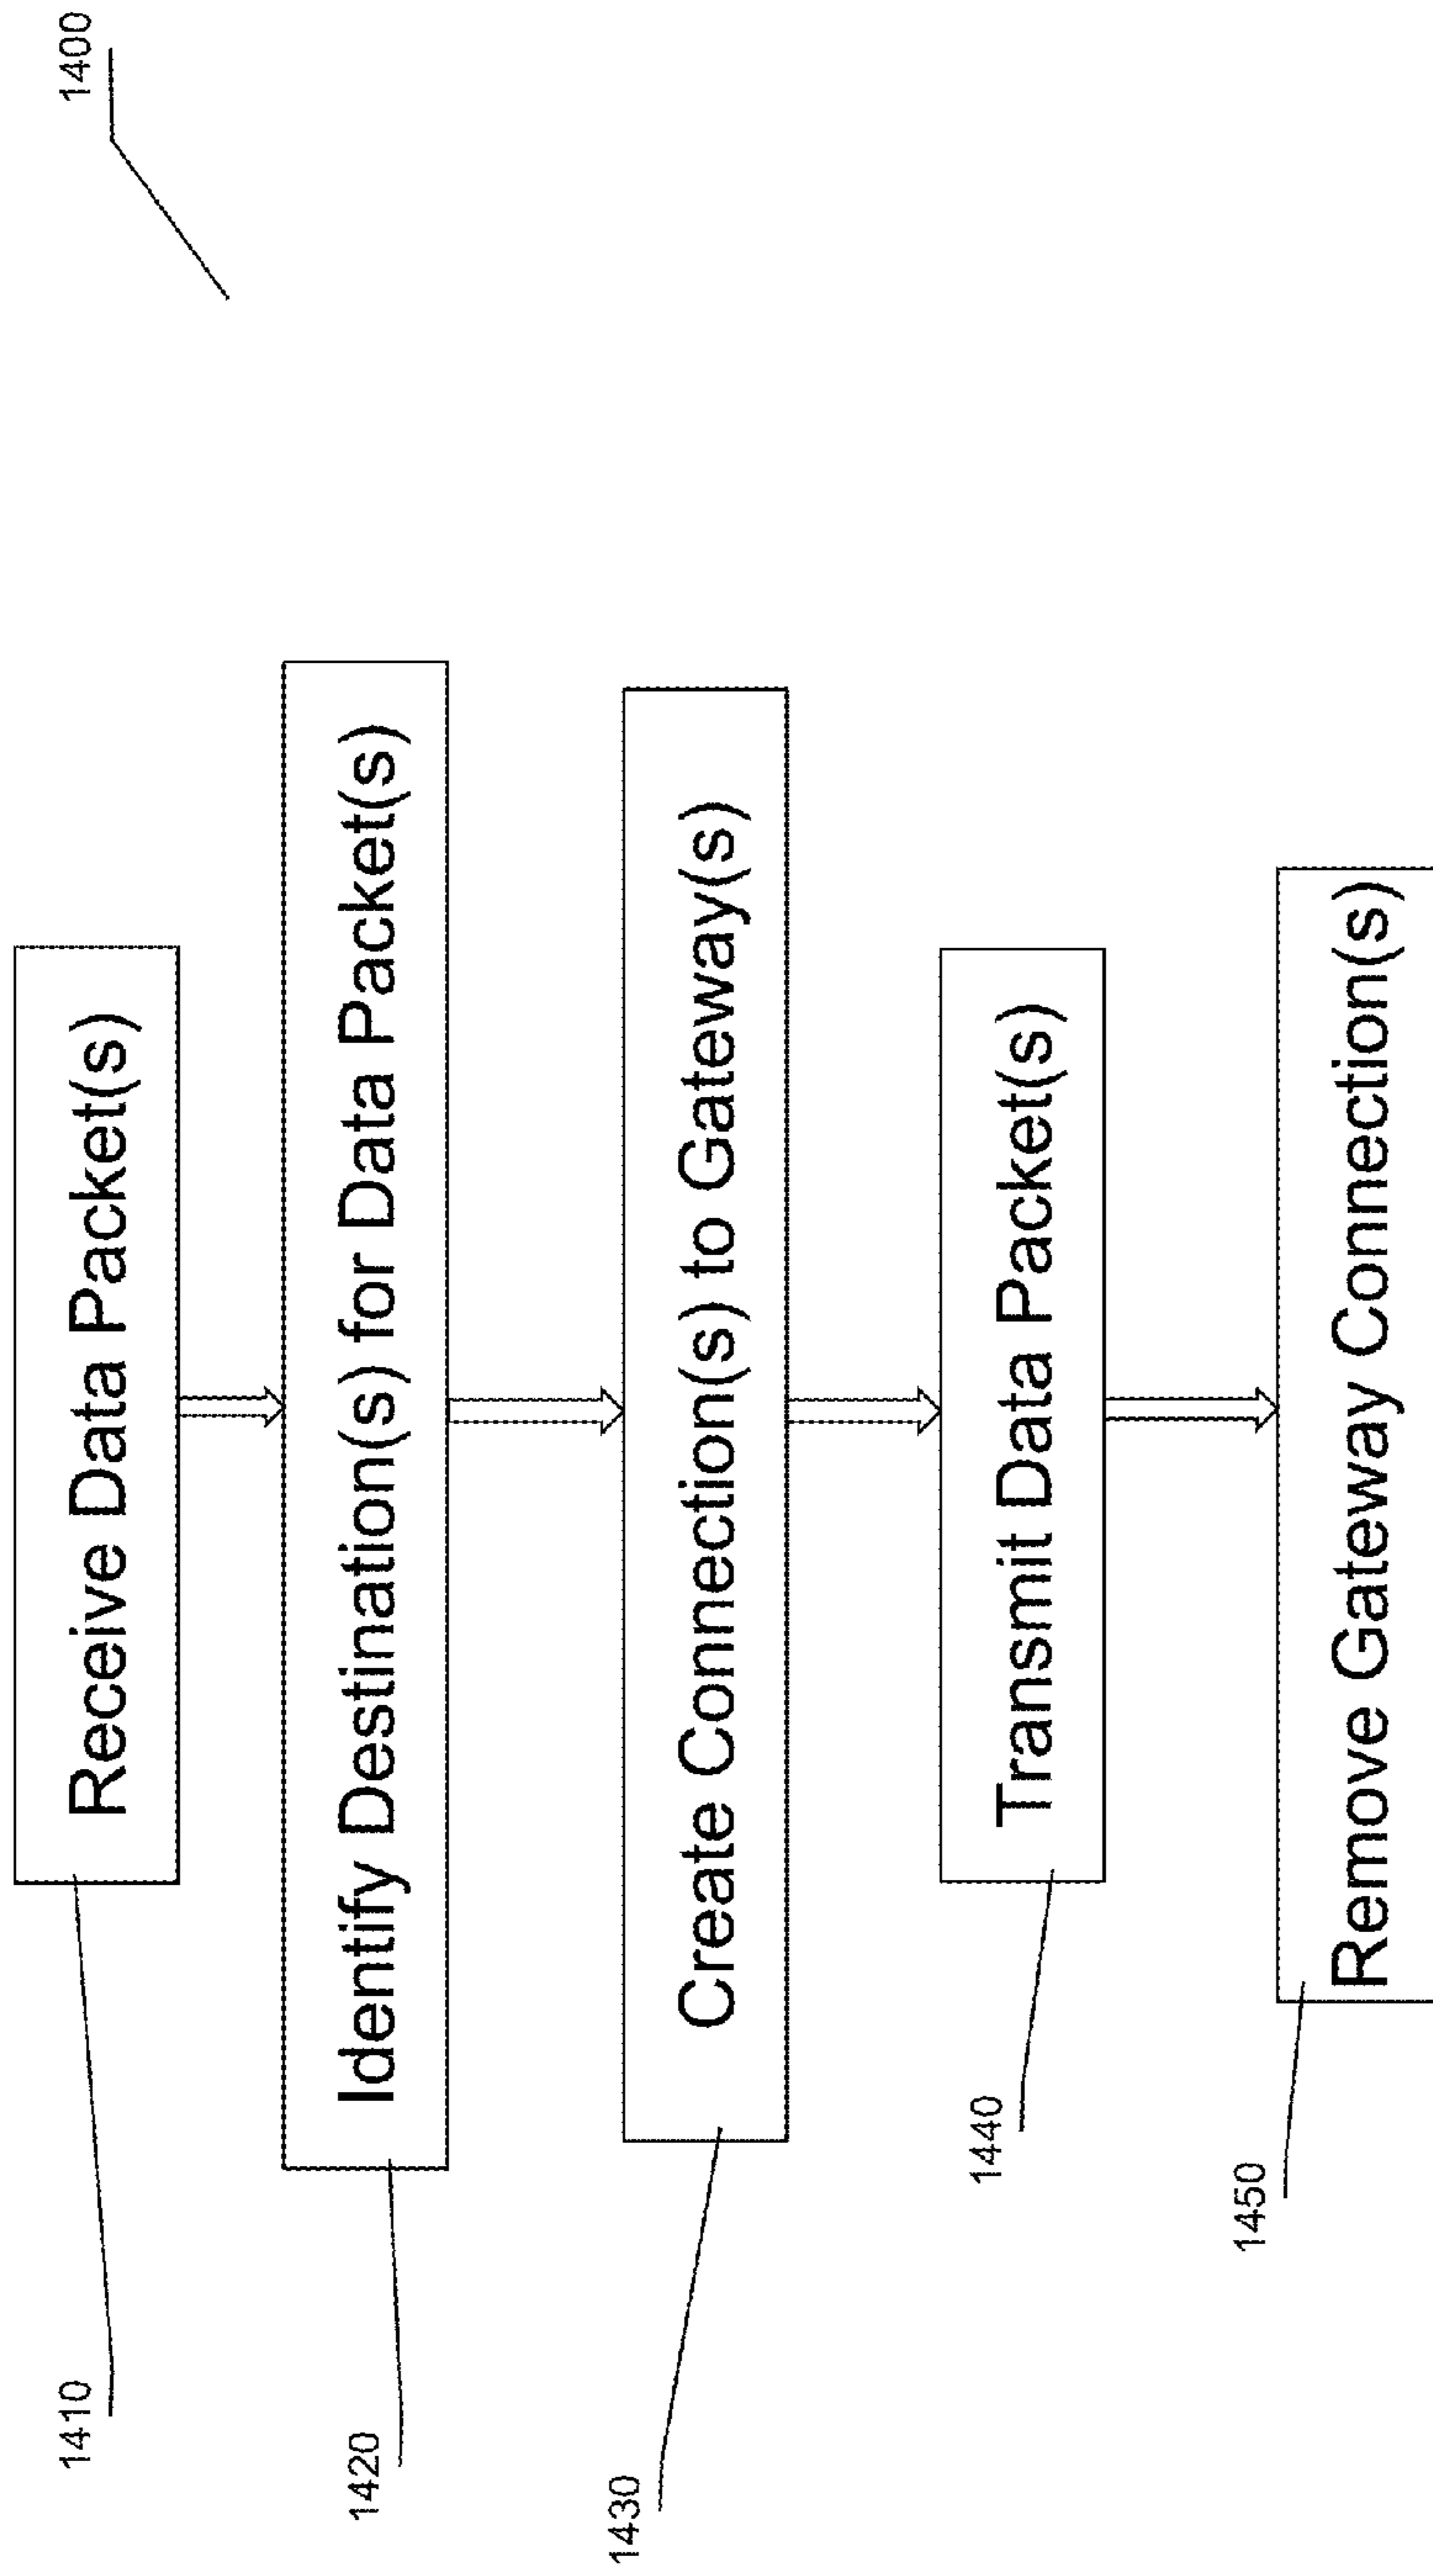 1400
1410
Receive Data Packet(s)
1420
Identify Destination(s) for Data Packet(s)
1430
Create Connection(s) to Gateway(s)
1440
Transmit Data Packet(s)
1450
Remove Gateway Connection(s)